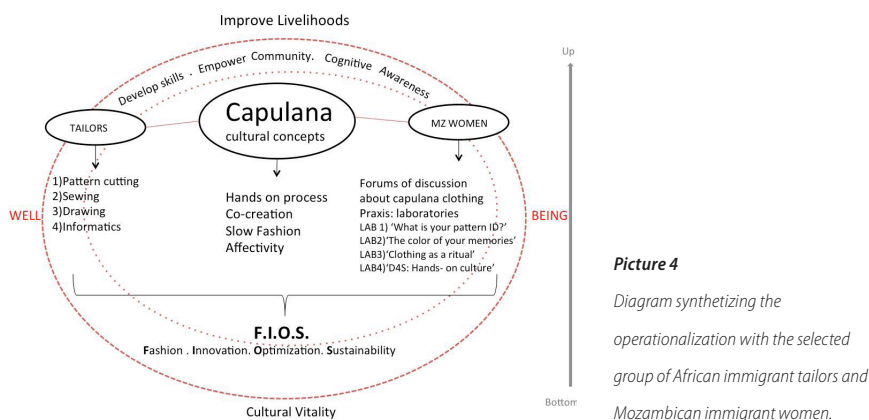 Improve Livelihoods
Develop skills . Empower Community. Cognitive Awareness
Up
TAILORS
Capulana
cultural concepts
MZ WOMEN
1)Pattern cutting
2)Sewing
3)Drawing
4)Informatics
Hands on process
Co-creation
Slow Fashion
Affectivity
Forums of discussion
about capulana clothing
Praxis: laboratories
LAB 1) ‘What is your pattern ID?’
LAB2)‘The color of your memories’
LAB3)‘Clothing as a ritual’
LAB4)‘D4S: Hands- on culture’
WELL
BEING
F.I.O.S.
Fashion . Innovation. Optimization. Sustainability
Bottom
Cultural Vitality
Picture 4
Diagram synthetizing the
operationalization with the selected
group of African immigrant tailors and
Mozambican immigrant women.